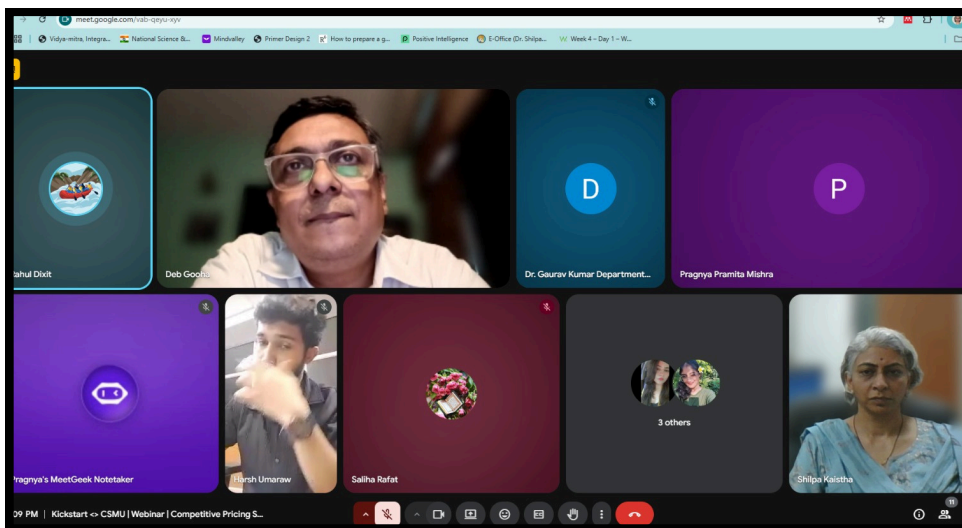 meet.google.com/vab-qeyu-xyv
Vidya-mitra, Integra...
National Science &...
Mindvalley
Primer Design 2
How to prepare a g...
Positive Intelligence
E-Office (Dr. Shilpa...
Week 4 – Day 1 – W...
D
P
ahul Dixit
Deb Gooha
Dr. Gaurav Kumar Department...
Pragnya Pramita Mishra
3 others
Pragnya's MeetGeek Notetaker
Harsh Umaraw
Saliha Rafat
Shilpa Kaistha
09 PM | Kickstart <> CSMU | Webinar | Competitive Pricing S...
11